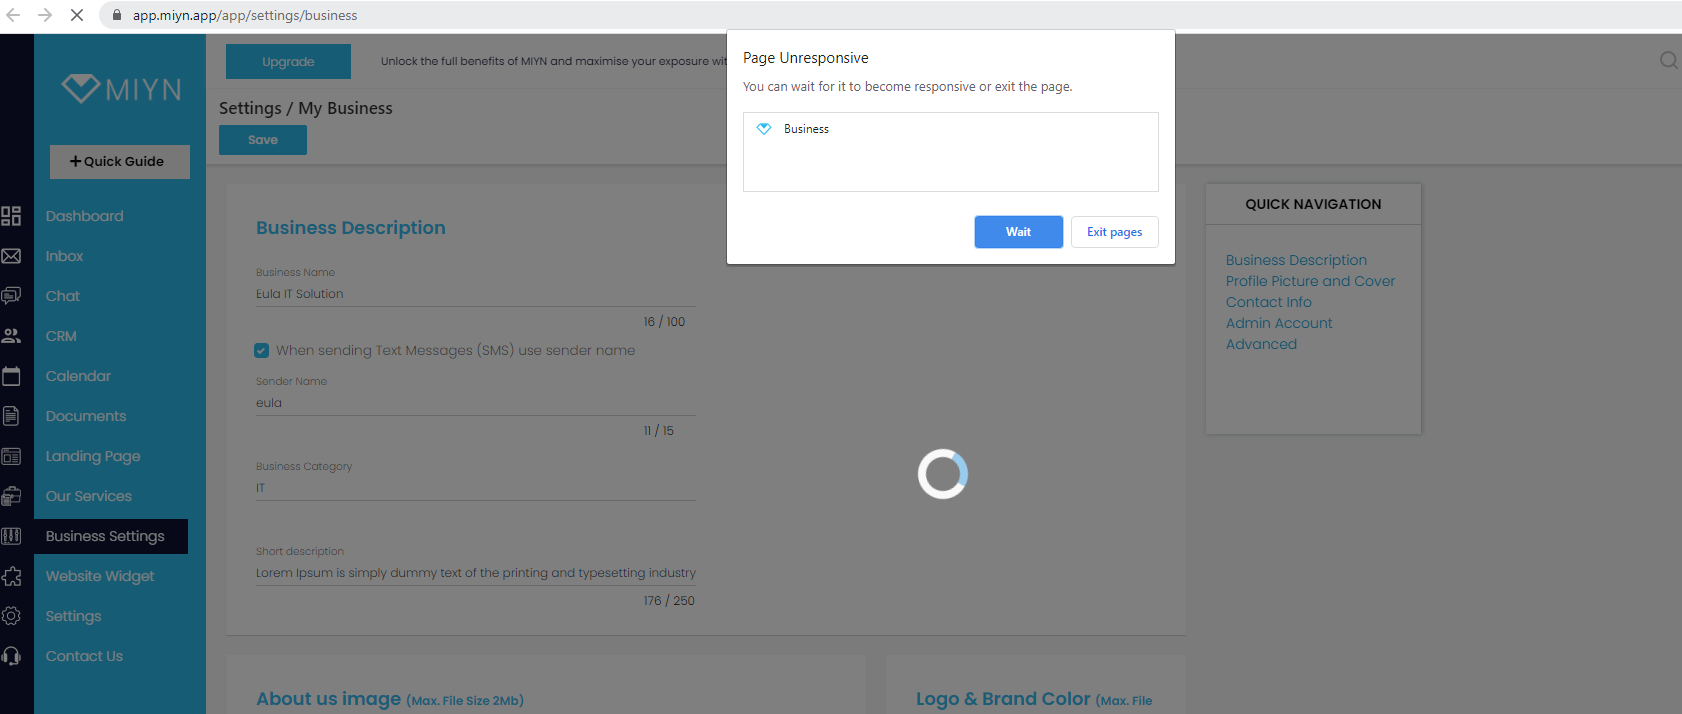 app.miyn.app/app/settings/business
MIYN
Quick Guide
Dashboard
Inbox
Chat
CRM
Calendar
Documents
Landing Page
Our Services
Business Settings
Website Widget
Settings
Contact Us
Upgrade
Unlock the full benefits of MIYN and maximise your exposure
Settings / My Business
Save
Page Unresponsive
You can wait for it to become responsive or exit the page.
Business
Wait
Exit pages
Business Description
Business Name
Eula IT Solution
16 / 100
When sending Text Messages (SMS) use sender name
Sender Name
eula
11 / 15
Business Category
IT
Short description
Lorem Ipsum is simply dummy text of the printing and typesetting industry
176 / 250
About us image (Max. File Size 2Mb)
Logo & Brand Color (Max. File
QUICK NAVIGATION
Business Description
Profile Picture and Cover
Contact Info
Admin Account
Advanced